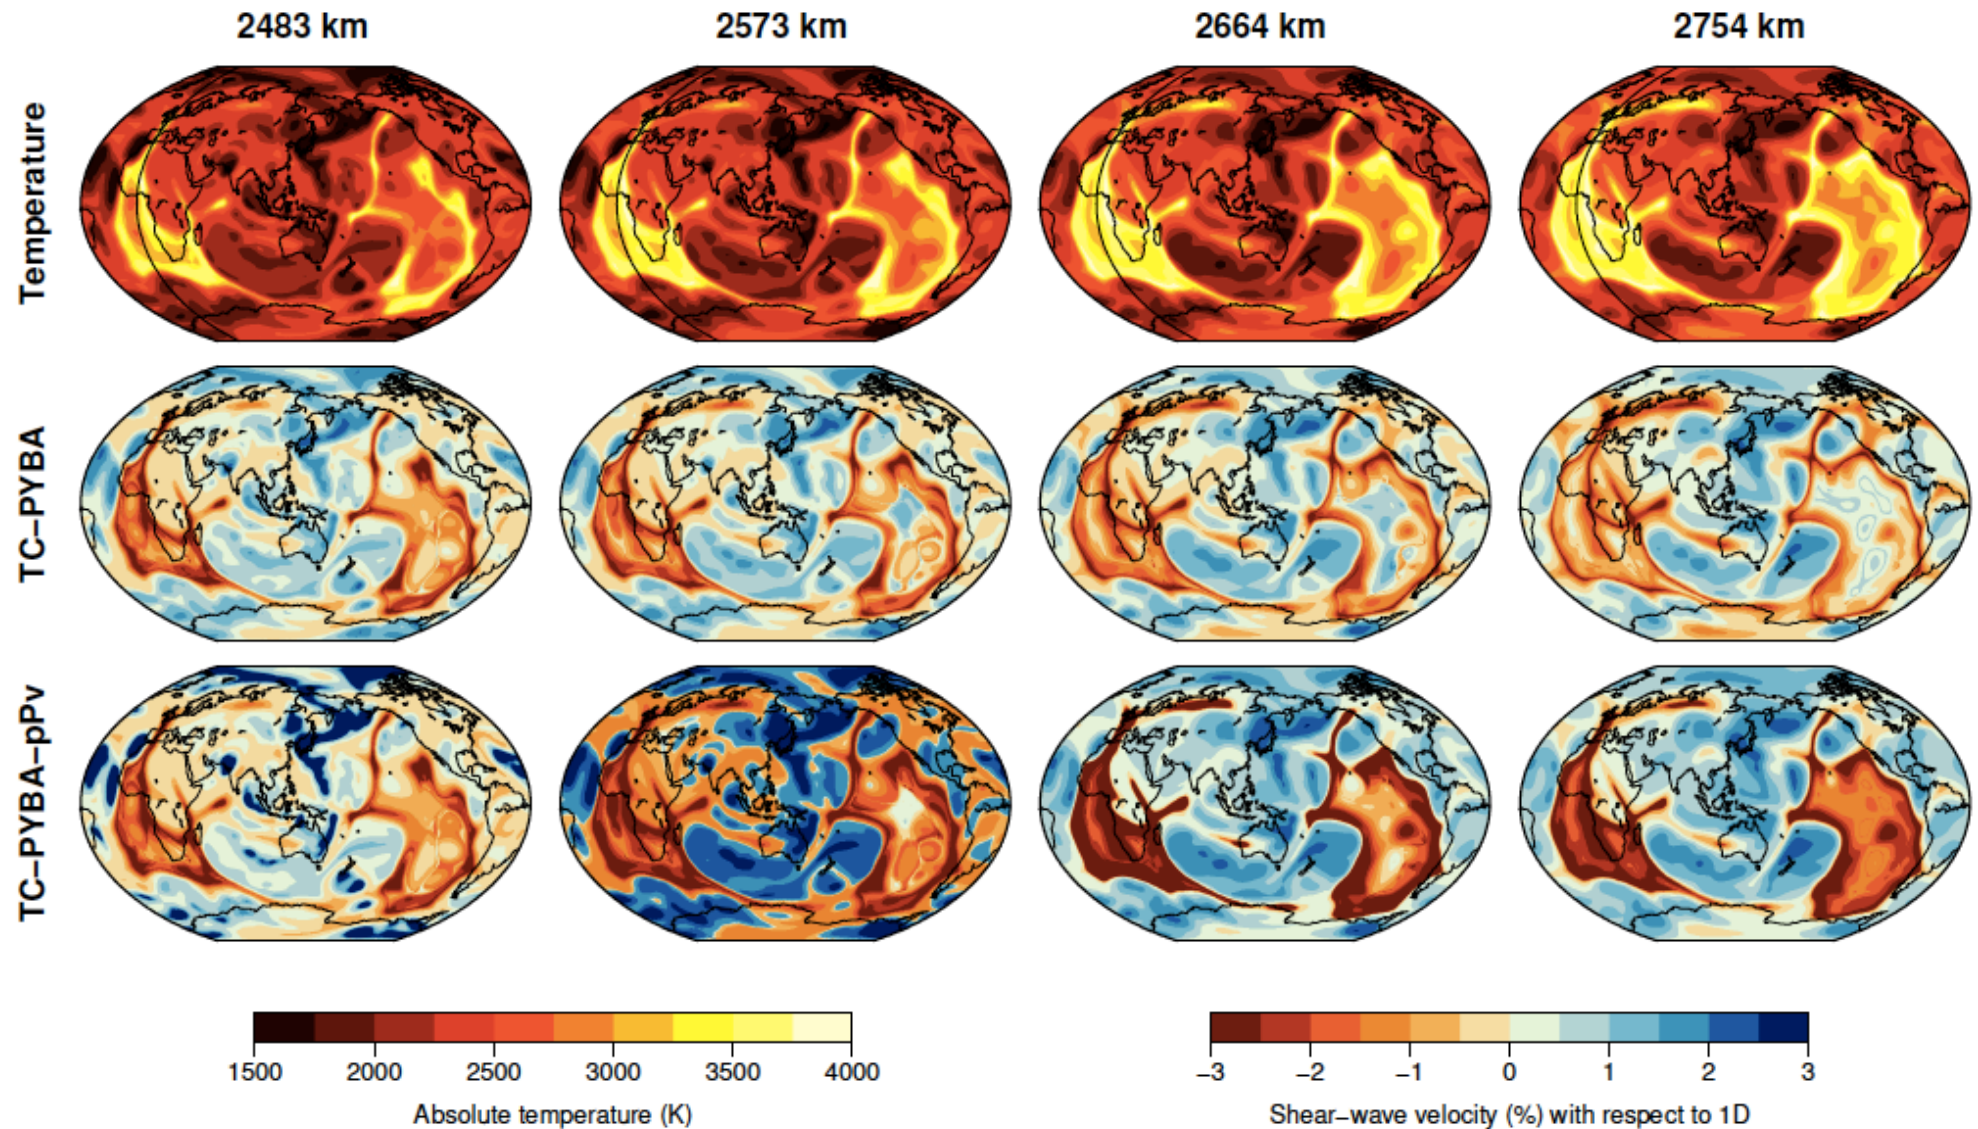 2483 km 2573 km 2664 km 2754 km
Temperature
TC–PYBA
TC–PYBA–pPv
1500 2000 2500 3000 3500 4000
Absolute temperature (K)
−3 −2 −1 0 1 2 3
Shear–wave velocity (%) with respect to 1D